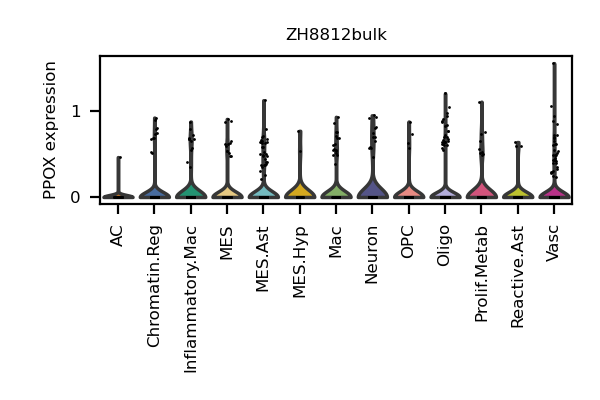 ZH8812bulk
PPOX expression
1
0
AC
Chromatin.Reg
Inflammatory.Mac
MES
MES.Ast
MES.Hyp
Mac
Neuron
OPC
Oligo
Prolif.Metab
Reactive.Ast
Vasc